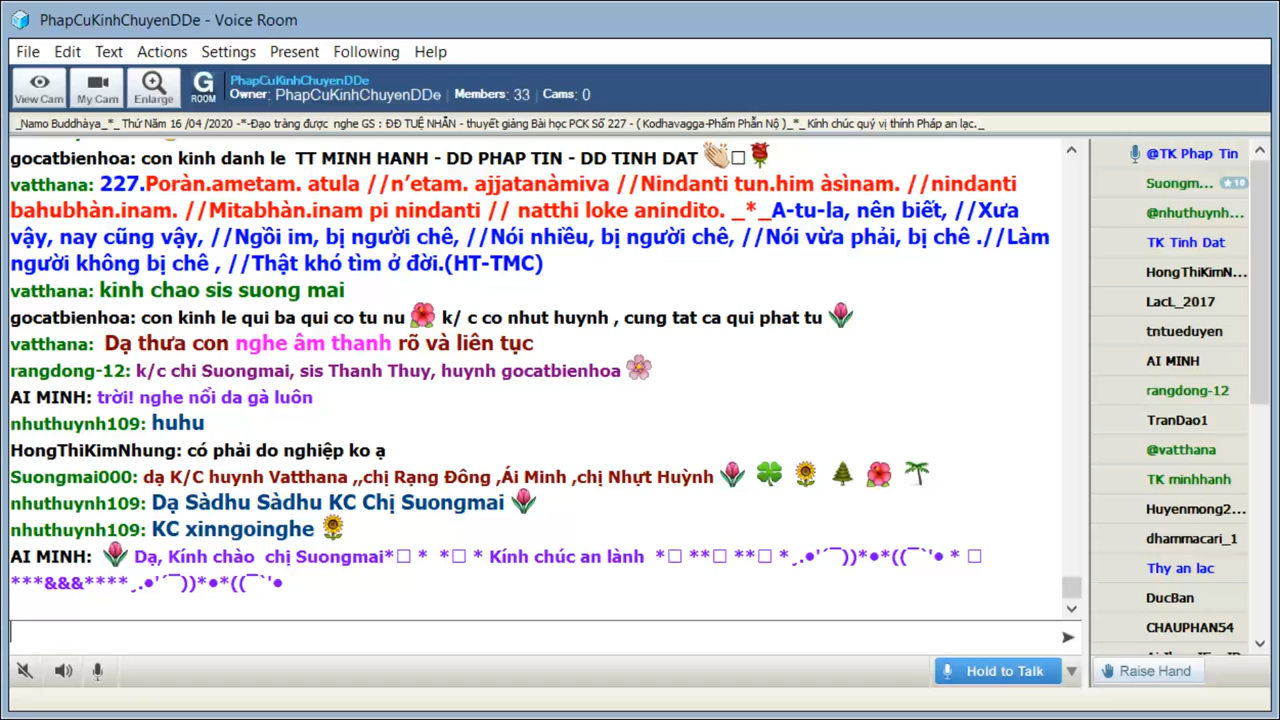 PhapCuKinhChuyenDDe - Voice Room
File Edit Text Actions Settings Present Following Help
View Cam My Cam Enlarge G ROOM
PhapCuKinhChuyenDDe
Owner: PhapCuKinhChuyenDDe Members: 33 Cams: 0
_Namo Buddhàya_*_ Thứ Năm 16 /04 /2020 -*-Đạo tràng được nghe GS : ĐĐ TUỆ NHẪN - thuyết giảng Bài học PCK Số 227 - ( Kodhavagga-Phẩm Phẫn Nộ )_*_ Kính chúc quý vị thính Pháp an lạc._
gocatbienhoa: con kinh danh le TT MINH HANH - DD PHAP TIN - DD TINH DAT 👏□🌹
vatthana: 227.Poràn.ametam. atula //n’etam. ajjatanàmiva //Nindanti tun.him àsìnam. //nindanti
bahubhàn.inam. //Mitabhàn.inam pi nindanti // natthi loke anindito. _*_A-tu-la, nên biết, //Xưa
vậy, nay cũng vậy, //Ngồi im, bị người chê, //Nói nhiều, bị người chê, //Nói vừa phải, bị chê .//Làm
người không bị chê , //Thật khó tìm ở đời.(HT-TMC)
vatthana: kinh chao sis suong mai
gocatbienhoa: con kinh le qui ba qui co tu nu 🌺 k/ c co nhut huynh , cung tat ca qui phat tu 🌷
vatthana: Dạ thưa con nghe âm thanh rõ và liên tục
rangdong-12: k/c chi Suongmai, sis Thanh Thuy, huynh gocatbienhoa 🌸
AI MINH: trời! nghe nổi da gà luôn
nhuthuynh109: huhu
HongThiKimNhung: có phải do nghiệp ko ạ
Suongmai000: dạ K/C huynh Vatthana ,,chị Rạng Đông ,Ái Minh ,chị Nhựt Huỳnh 🌷 🍀 🌻 🌲 🌺 🌴
nhuthuynh109: Dạ Sàdhu Sàdhu KC Chị Suongmai 🌷
nhuthuynh109: KC xinngoinghe 🌻
AI MINH: 🌷 Dạ, Kính chào chị Suongmai*□ * *□ * Kính chúc an lành *□ **□ **□ *¸.●'´¯))*●*((¯`'● * □
***&&&****¸.●'´¯))*●*((¯`'●
Hold to Talk
@TK Phap Tin
Suongm... ★10
@nhuthuynh...
TK Tinh Dat
HongThiKimN...
LacL_2017
tntueduyen
AI MINH
rangdong-12
TranDao1
@vatthana
TK minhhanh
Huyenmong2...
dhammacari_1
Thy an lac
DucBan
CHAUPHAN54
Raise Hand